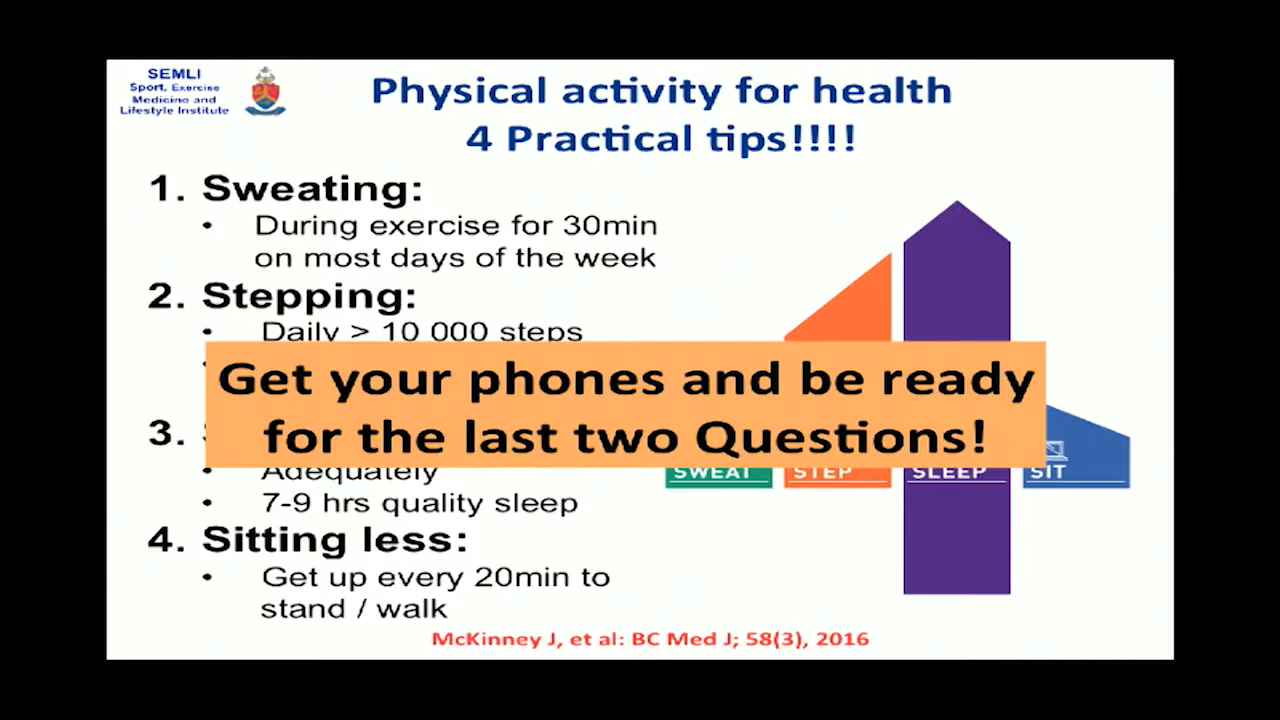 SEMLI
Sport, Exercise
Medicine and
Lifestyle Institute
Physical activity for health
4 Practical tips!!!!
1. Sweating:
• During exercise for 30min
on most days of the week
2. Stepping:
• Daily > 10 000 steps
Get your phones and be ready
for the last two Questions!
3.
• Adequately
• 7-9 hrs quality sleep
4. Sitting less:
• Get up every 20min to
stand / walk
SWEAT
STEP
SLEEP
SIT
McKinney J, et al: BC Med J; 58(3), 2016